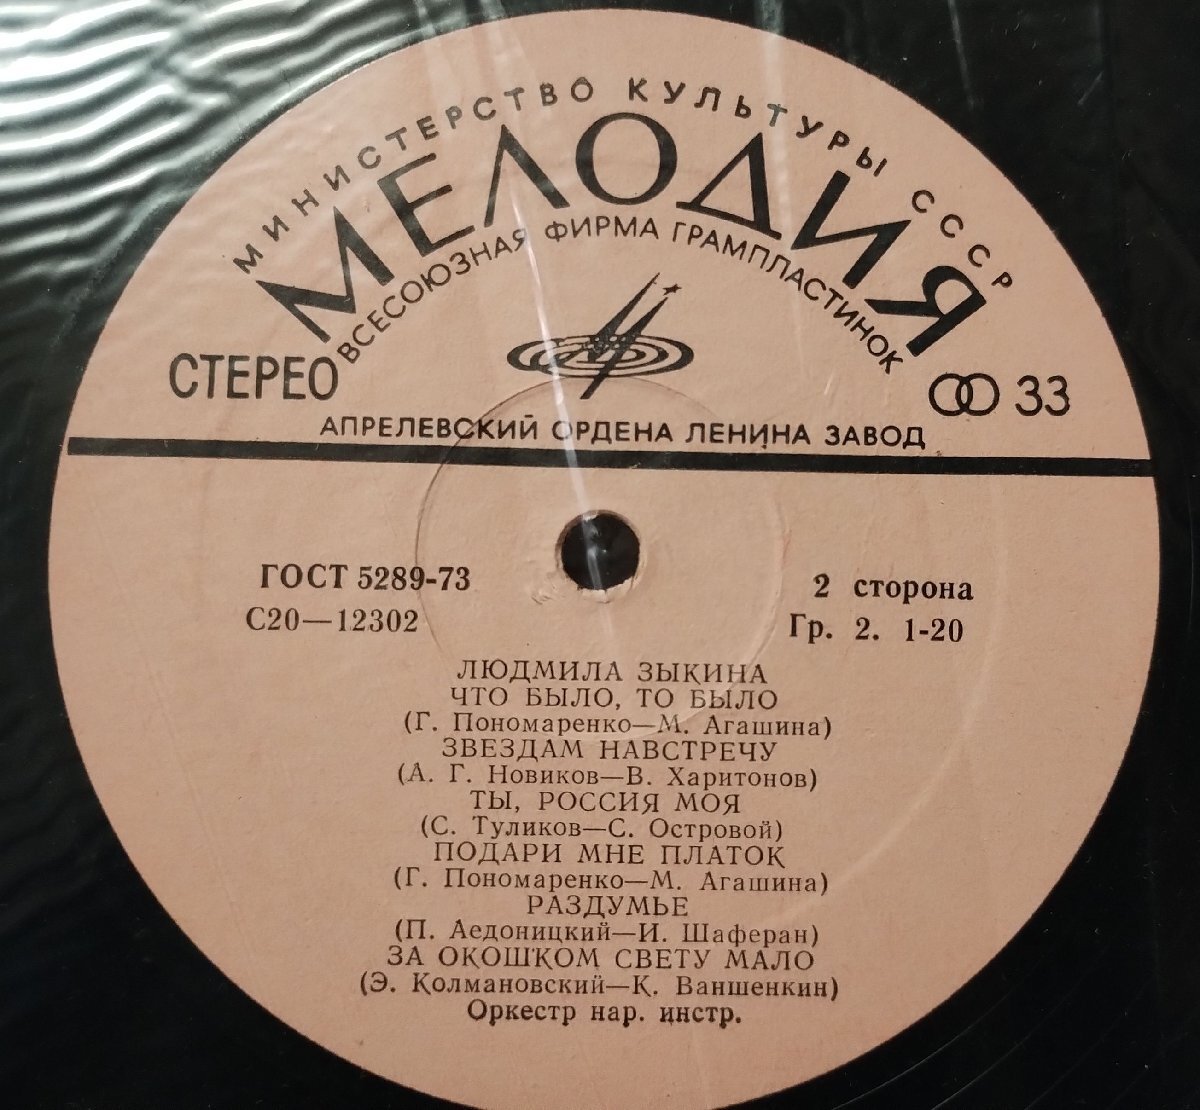 МИНИСТЕРСТВО КУЛЬТУРЫ СССР
МЕЛОДИЯ
ВСЕСОЮЗНАЯ ФИРМА ГРАМПЛАСТИНОК
СТЕРЕО
33
АПРЕЛЕВСКИЙ ОРДЕНА ЛЕНИНА ЗАВОД
ГОСТ 5289-73
С20—12302
2 сторона
Гр. 2. 1-20
ЛЮДМИЛА ЗЫКИНА
ЧТО БЫЛО, ТО БЫЛО
(Г. Пономаренко—М. Агашина)
ЗВЕЗДАМ НАВСТРЕЧУ
(А. Г. Новиков—В. Харитонов)
ТЫ, РОССИЯ МОЯ
(С. Туликов—С. Островой)
ПОДАРИ МНЕ ПЛАТОК
(Г. Пономаренко—М. Агашина)
РАЗДУМЬЕ
(П. Аедоницкий—И. Шаферан)
ЗА ОКОШКОМ СВЕТУ МАЛО
(Э. Колмановский—К. Ваншенкин)
Оркестр нар. инстр.